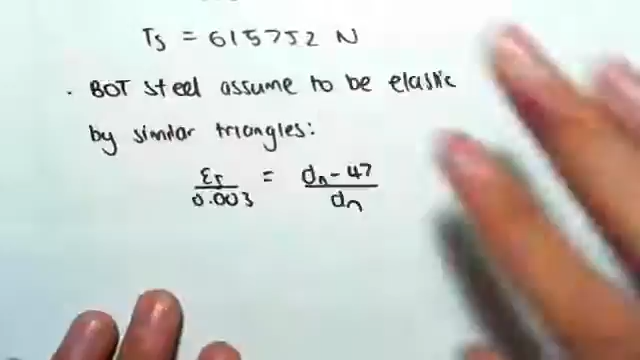 Ts = 615752 N
. BOT steel assume to be elastic
by similar triangles:
εs/0.003 = dn - 47/dn